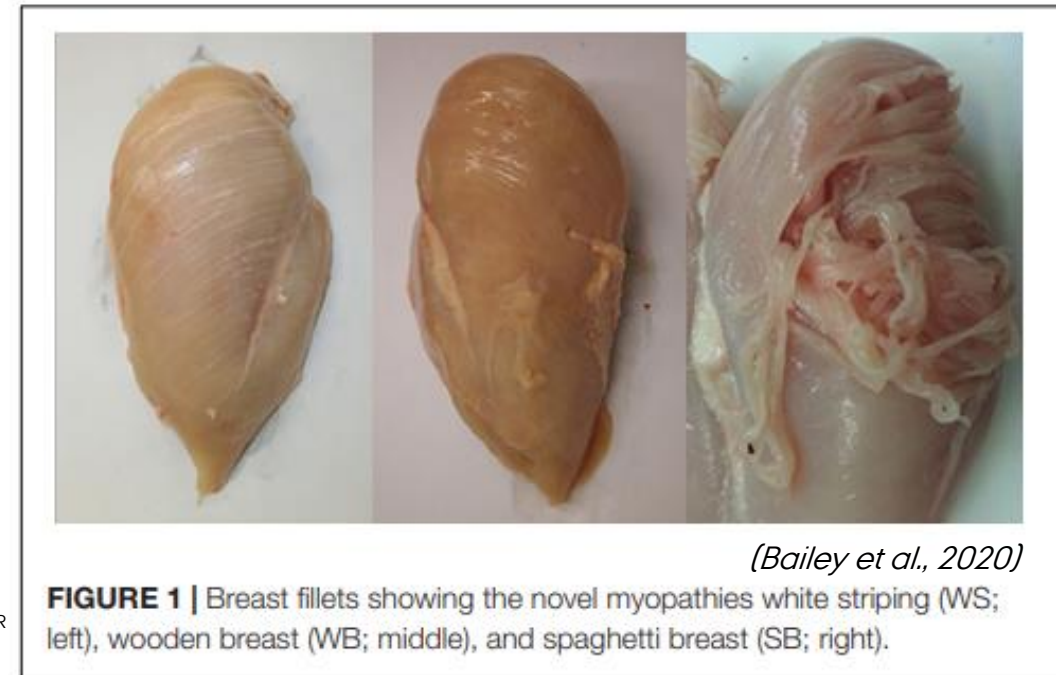 (Bailey et al., 2020)
FIGURE 1 | Breast fillets showing the novel myopathies white striping (WS;
left), wooden breast (WB; middle), and spaghetti breast (SB; right).
R